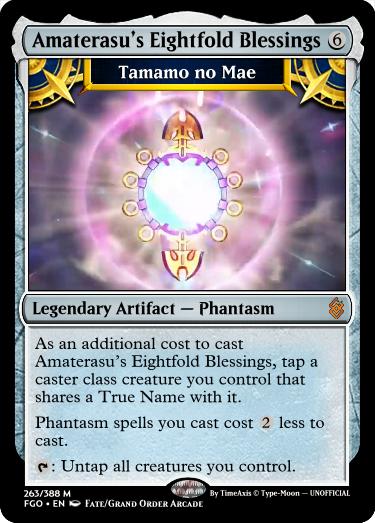 Amaterasu's Eightfold Blessings 6
Tamamo no Mae
Legendary Artifact — Phantasm
As an additional cost to cast
Amaterasu's Eightfold Blessings, tap a
caster class creature you control that
shares a True Name with it.
Phantasm spells you cast cost 2 less to
cast.
: Untap all creatures you control.
263/388 M
FGO • EN Fate/Grand Order Arcade
By TimeAxis © Type-Moon — UNOFFICIAL